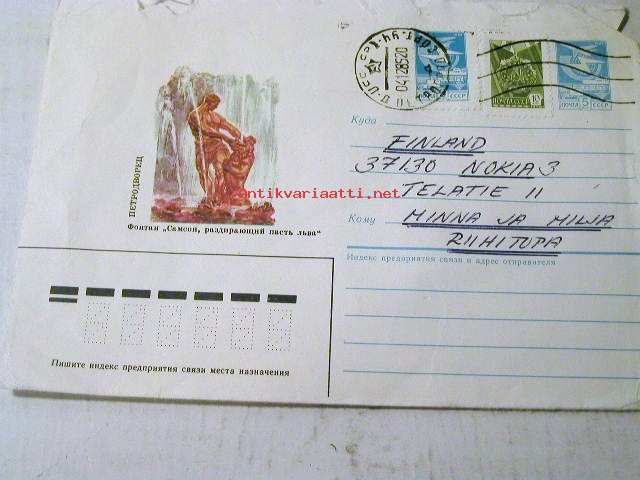 0412852
ПОЧТА СССР
Куда
FINLAND
37130 NOKIA 3
TELATIE 11
Кому
MINNA JA MILJA
RIIHITUPA
Индекс предприятия связи и адрес отправителя
ПЕТРОДВОРЕЦ
antikvariaatti.net
Фонтан „Самсон, раздирающий пасть льва"
Пишите индекс предприятия связи места назначения